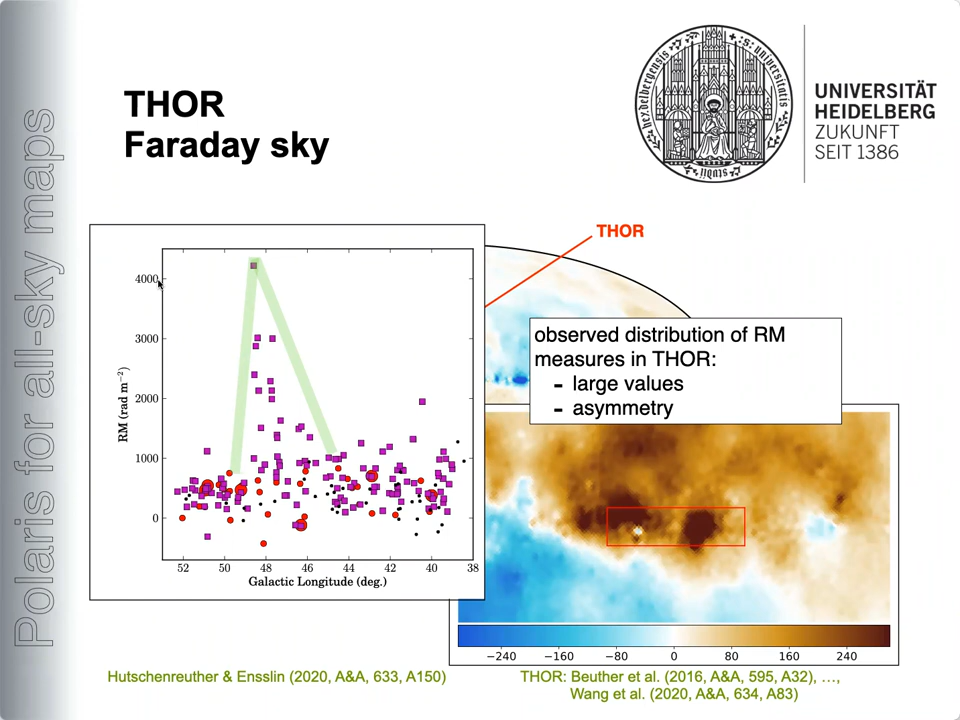 THOR
Faraday sky
UNIVERSITÄT
HEIDELBERG
ZUKUNFT
SEIT 1386
Polaris for all-sky maps
THOR
4000
3000
2000
1000
0
RM (rad m⁻²)
52 50 48 46 44 42 40 38
Galactic Longitude (deg.)
observed distribution of RM
measures in THOR:
- large values
- asymmetry
−240 −160 −80 0 80 160 240
Hutschenreuther & Ensslin (2020, A&A, 633, A150)
THOR: Beuther et al. (2016, A&A, 595, A32), ...,
Wang et al. (2020, A&A, 634, A83)